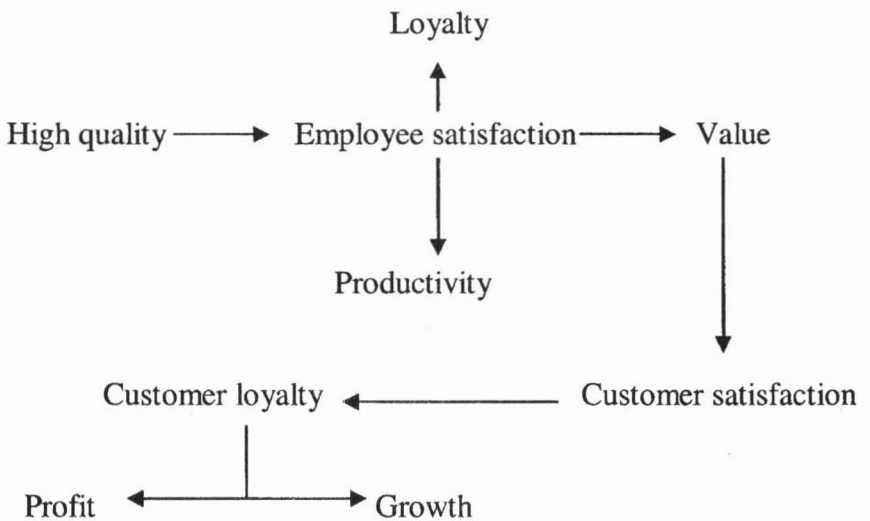 Loyalty
High quality Employee satisfaction Value
Productivity
Customer loyalty Customer satisfaction
Profit Growth